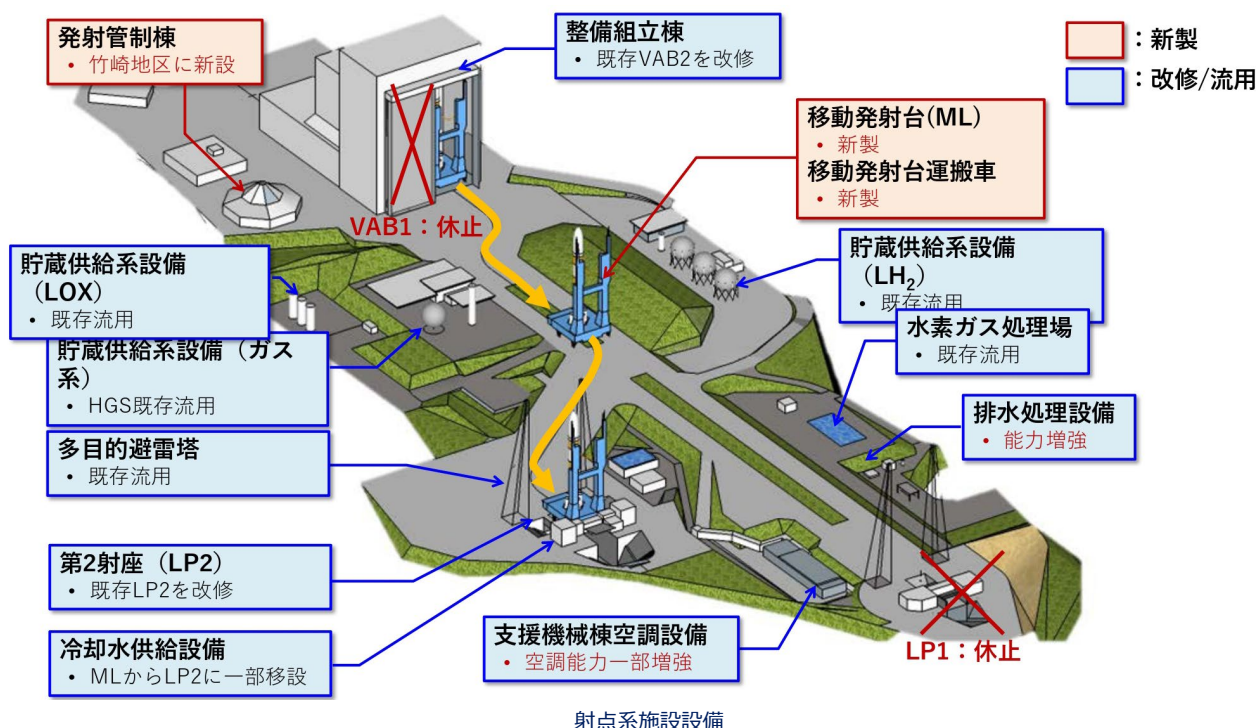 発射管制棟
• 竹崎地区に新設
整備組立棟
• 既存VAB2を改修
：新製
：改修/流用
移動発射台(ML)
• 新製
移動発射台運搬車
• 新製
VAB1：休止
貯蔵供給系設備
（LOX）
• 既存流用
貯蔵供給系設備
（LH₂）
• 既存流用
水素ガス処理場
• 既存流用
貯蔵供給系設備（ガス
系）
• HGS既存流用
排水処理設備
• 能力増強
多目的避雷塔
• 既存流用
第2射座（LP2）
• 既存LP2を改修
冷却水供給設備
• MLからLP2に一部移設
支援機械棟空調設備
• 空調能力一部増強
LP1：休止
射点系施設設備